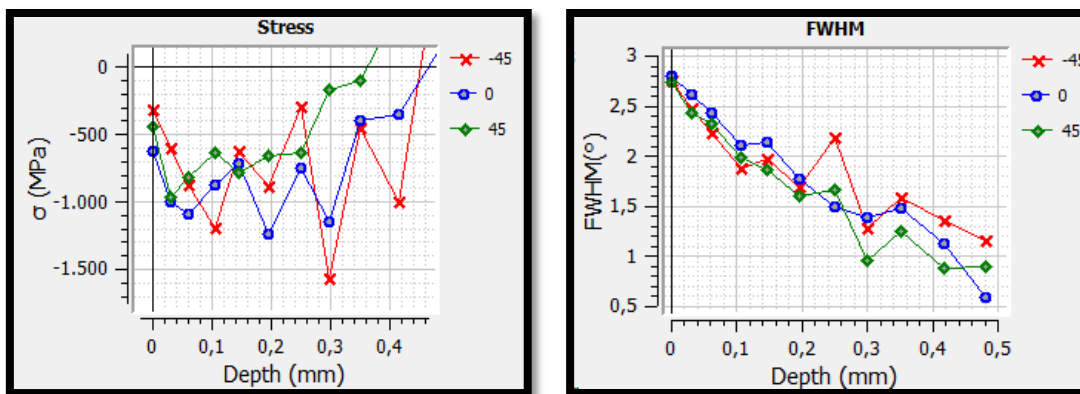 Stress
0
-500
-1.000
-1.500
σ (MPa)
0 0,1 0,2 0,3 0,4
Depth (mm)
-45
0
45
FWHM
3
2,5
2
1,5
1
0,5
FWHM(°)
0 0,1 0,2 0,3 0,4 0,5
Depth (mm)
-45
0
45